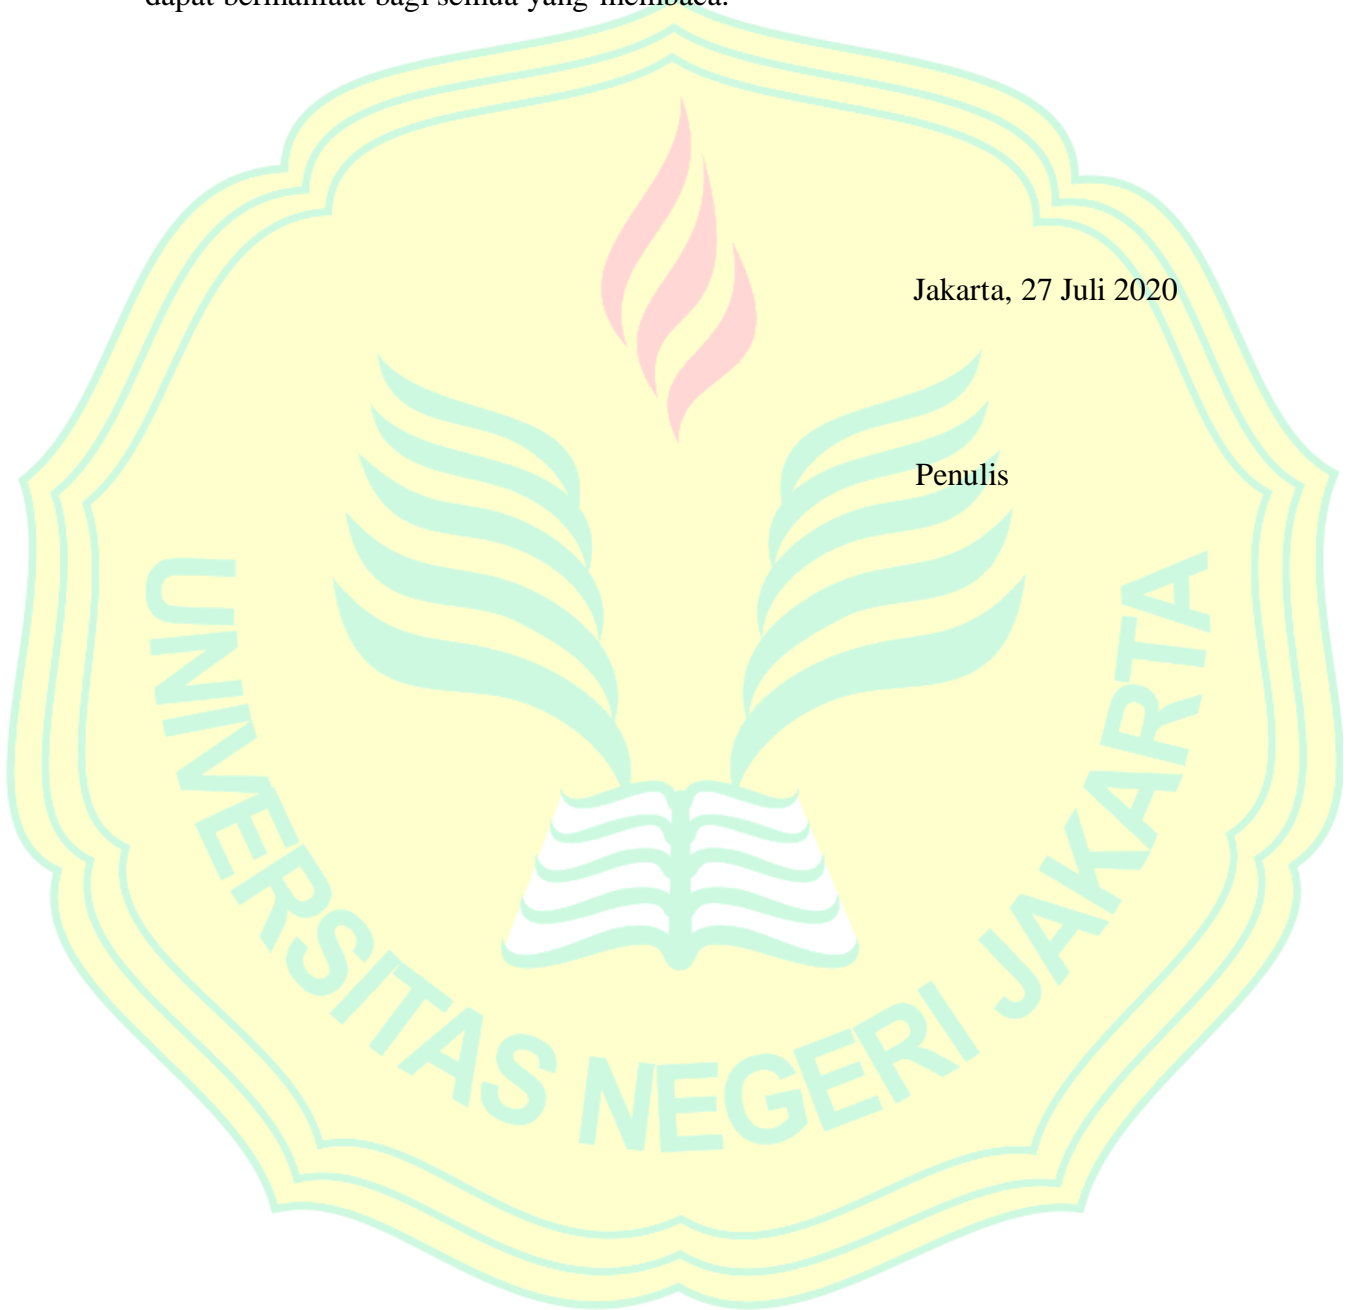 dapat bermanfaat bagi semua yang membaca.
Jakarta, 27 Juli 2020
Penulis
UNIVERSITAS NEGERI JAKARTA